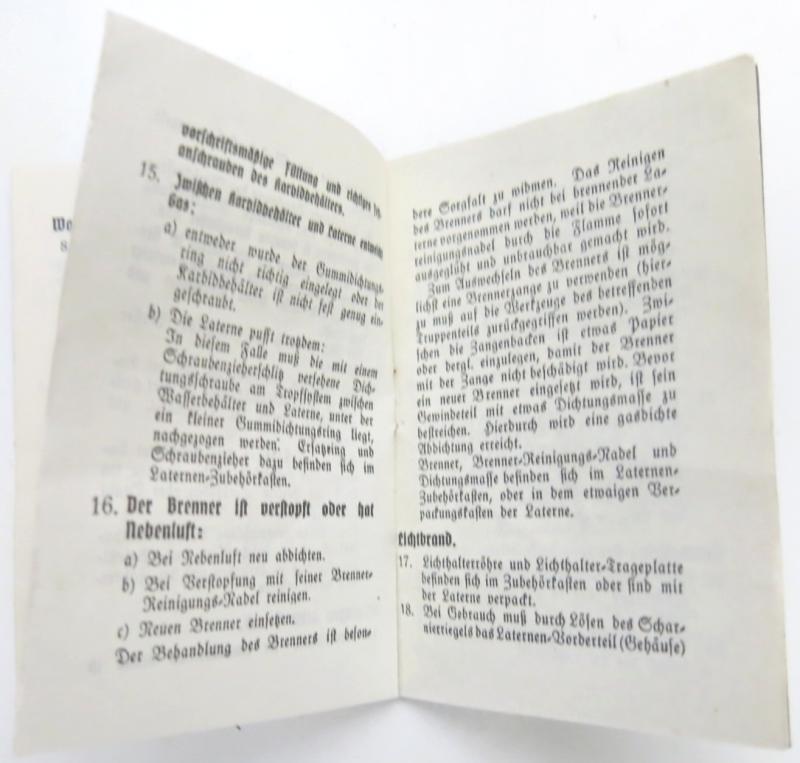 Wo
8
vorschriftsmäßige Füllung und richtiges
anschrauben des Karbidbehälters.
15. Zwischen Karbidbehälter und Laterne entweicht
Gas:
a) entweder wurde der Gummidichtungs-
ring nicht richtig eingelegt oder der
Karbidbehälter ist nicht fest genug ein-
geschraubt.
b) Die Laterne pufft trotzdem:
In diesem Falle muß die mit einem
Schraubenzieherschlitz versehene Dich-
tungsschraube am Tropfsystem zwischen
Wasserbehälter und Laterne, unter der
ein kleiner Gummidichtungsring liegt,
nachgezogen werden. Ersatzring und
Schraubenzieher dazu befinden sich im
Laternen-Zubehörkasten.
16. Der Brenner ist verstopft oder hat
Nebenluft:
a) Bei Nebenluft neu abdichten.
b) Bei Verstopfung mit feiner Brenner-
Reinigungs-Nadel reinigen.
c) Neuen Brenner einsetzen.
Der Behandlung des Brenners ist beson-
dere Sorgfalt zu widmen. Das Reinigen
des Brenners darf nicht bei brennender La-
terne vorgenommen werden, weil die Brenner-
reinigungsnadel durch die Flamme sofort
ausgeglüht und unbrauchbar gemacht wird.
Zum Auswechseln des Brenners ist mög-
lichst eine Brennerzange zu verwenden (hier-
zu muß auf die Werkzeuge des betreffenden
Truppenteils zurückgegriffen werden). Zwi-
schen die Zangenbacken ist etwas Papier
oder dergl. einzulegen, damit der Brenner
mit der Zange nicht beschädigt wird. Bevor
ein neuer Brenner eingesetzt wird, ist sein
Gewindeteil mit etwas Dichtungsmasse zu
bestreichen. Hierdurch wird eine gasdichte
Abdichtung erreicht.
Brenner, Brenner-Reinigungs-Nadel und
Dichtungsmasse befinden sich im Laternen-
Zubehörkasten, oder in dem etwaigen Ver-
packungskasten der Laterne.
Lichtbrand.
17. Lichthalterröhre und Lichthalter-Trageplatte
befinden sich im Zubehörkasten oder sind mit
der Laterne verpackt.
18. Bei Gebrauch muß durch Lösen des Schar-
nierriegels das Laternen-Vorderteil (Gehäuse)